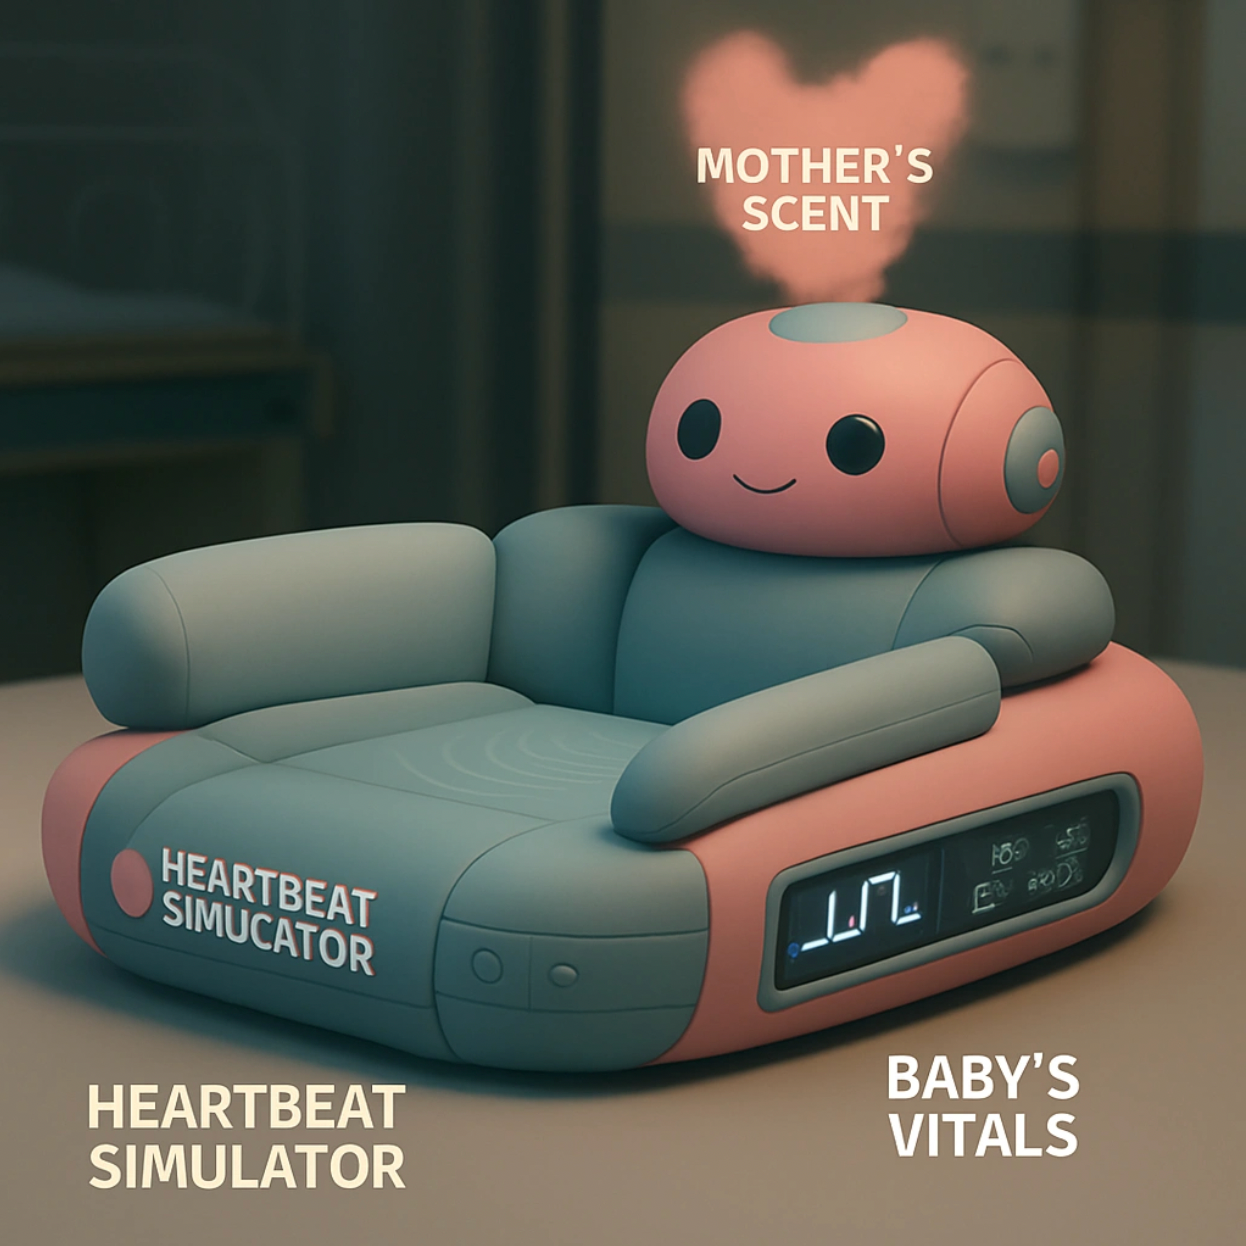 MOTHER'S
SCENT
HEARTBEAT
SIMUCATOR
HEARTBEAT
SIMULATOR
BABY'S
VITALS